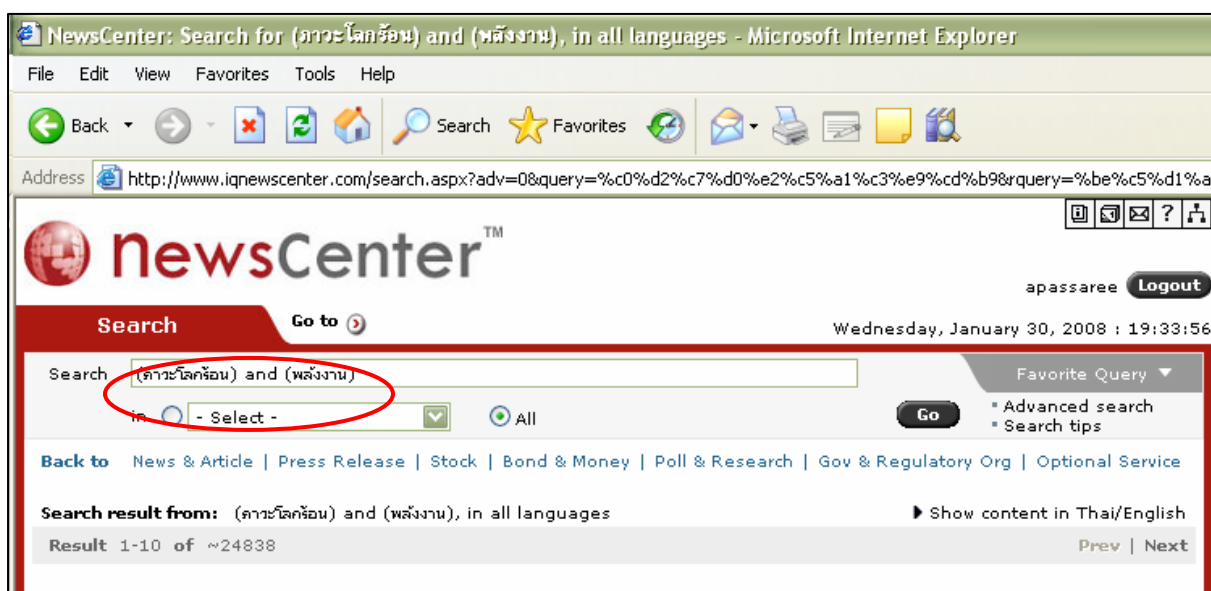 NewsCenter: Search for (ภาวะโลกร้อน) and (พลังงาน), in all languages - Microsoft Internet Explorer
File Edit View Favorites Tools Help
Back Search Favorites
Address http://www.iqnewscenter.com/search.aspx?adv=0&query=%c0%d2%c7%d0%e2%c5%a1%c3%e9%cd%b9&rquery=%be%c5%d1%a
newsCenter™
?
apassaree Logout
Search Go to Wednesday, January 30, 2008 : 19:33:56
Search (ภาวะโลกร้อน) and (พลังงาน) Favorite Query
in - Select - All Go Advanced search
Search tips
Back to News & Article | Press Release | Stock | Bond & Money | Poll & Research | Gov & Regulatory Org | Optional Service
Search result from: (ภาวะโลกร้อน) and (พลังงาน), in all languages Show content in Thai/English
Result 1-10 of ~24838 Prev | Next